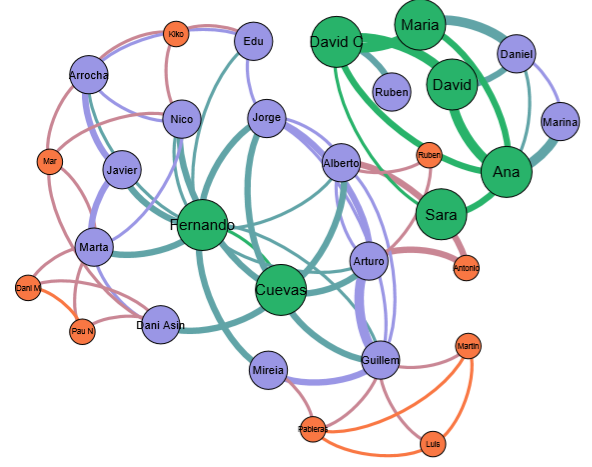 Maria
Kiko
Edu
David C
Daniel
Arrocha
David
Ruben
Nico
Jorge
Marina
Mar
Javier
Alberto
Ruben
Ana
Fernando
Sara
Marta
Arturo
Antonio
Dani M
Cuevas
Pau N
Dani Asin
Martin
Mireia
Guillem
Pableras
Luis